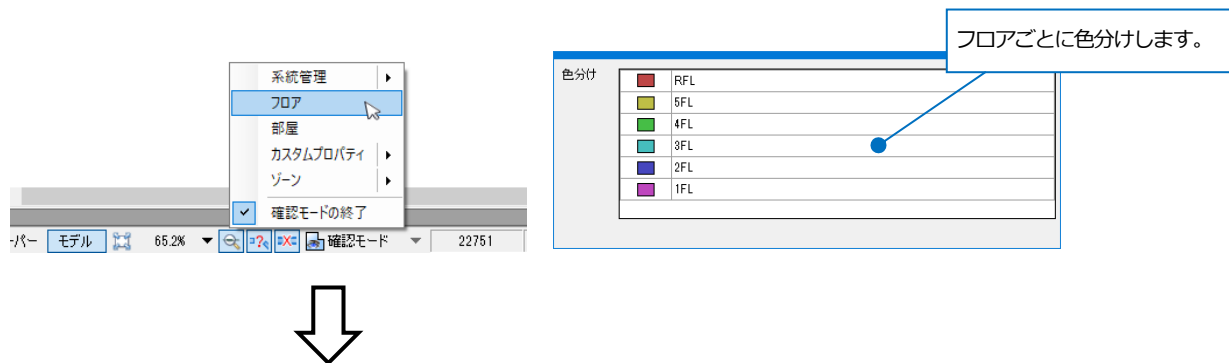 系統管理
フロア
部屋
カスタムプロパティ
ゾーン
確認モードの終了
-パー モデル 65.2% 確認モード 22751
フロアごとに色分けします。
色分け
RFL
5FL
4FL
3FL
2FL
1FL